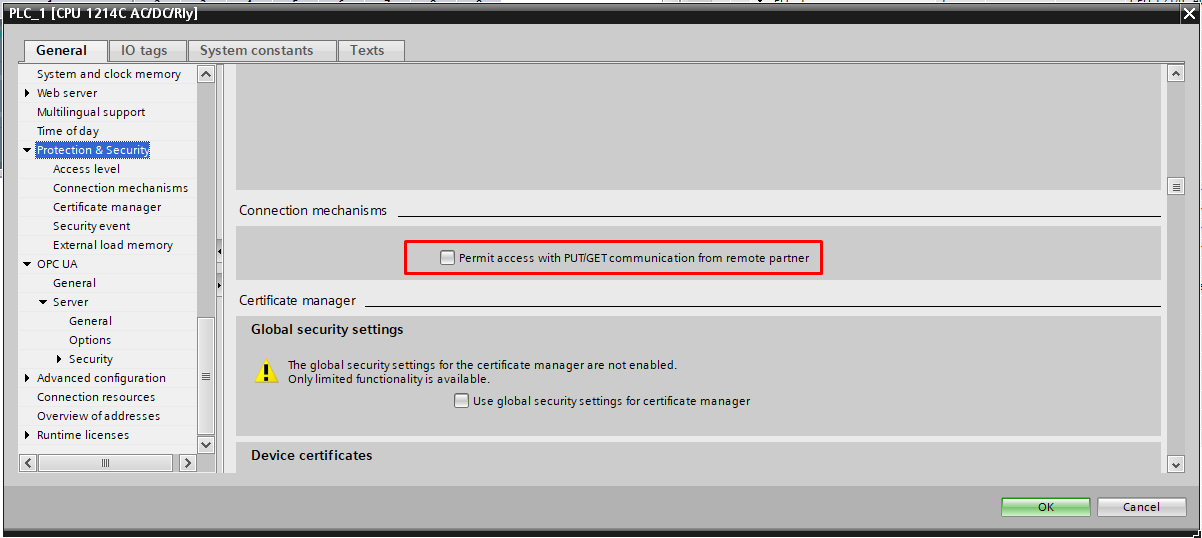 PLC_1 [CPU 1214C AC/DC/Rly]
General
IO tags
System constants
Texts
System and clock memory
Web server
Multilingual support
Time of day
Protection & Security
Access level
Connection mechanisms
Certificate manager
Security event
External load memory
OPC UA
General
Server
General
Options
Security
Advanced configuration
Connection resources
Overview of addresses
Runtime licenses
Connection mechanisms
Permit access with PUT/GET communication from remote partner
Certificate manager
Global security settings
The global security settings for the certificate manager are not enabled.
Only limited functionality is available.
Use global security settings for certificate manager
Device certificates
OK
Cancel